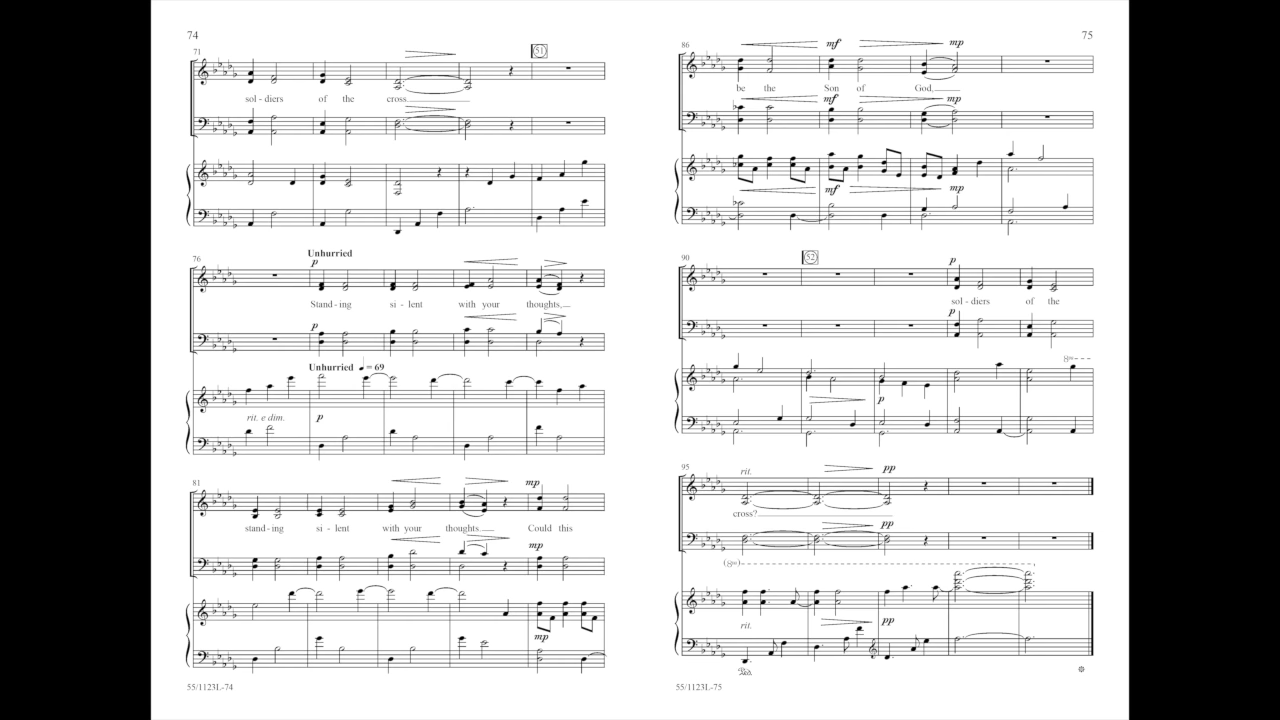 74
71
51
sol - diers of the cross.
76
Unhurried
p
Stand - ing si - lent with your thoughts,
p
Unhurried ♩ = 69
rit. e dim.
p
81
mp
stand - ing si - lent with your thoughts. Could this
mp
mp
55/1123L-74
75
86
mf mp
be the Son of God,
mf mp
mf mp
90
52
p
sol - diers of the
p
8va
p
95
rit. pp
cross?
pp
(8va)
rit. pp
Ped.
55/1123L-75